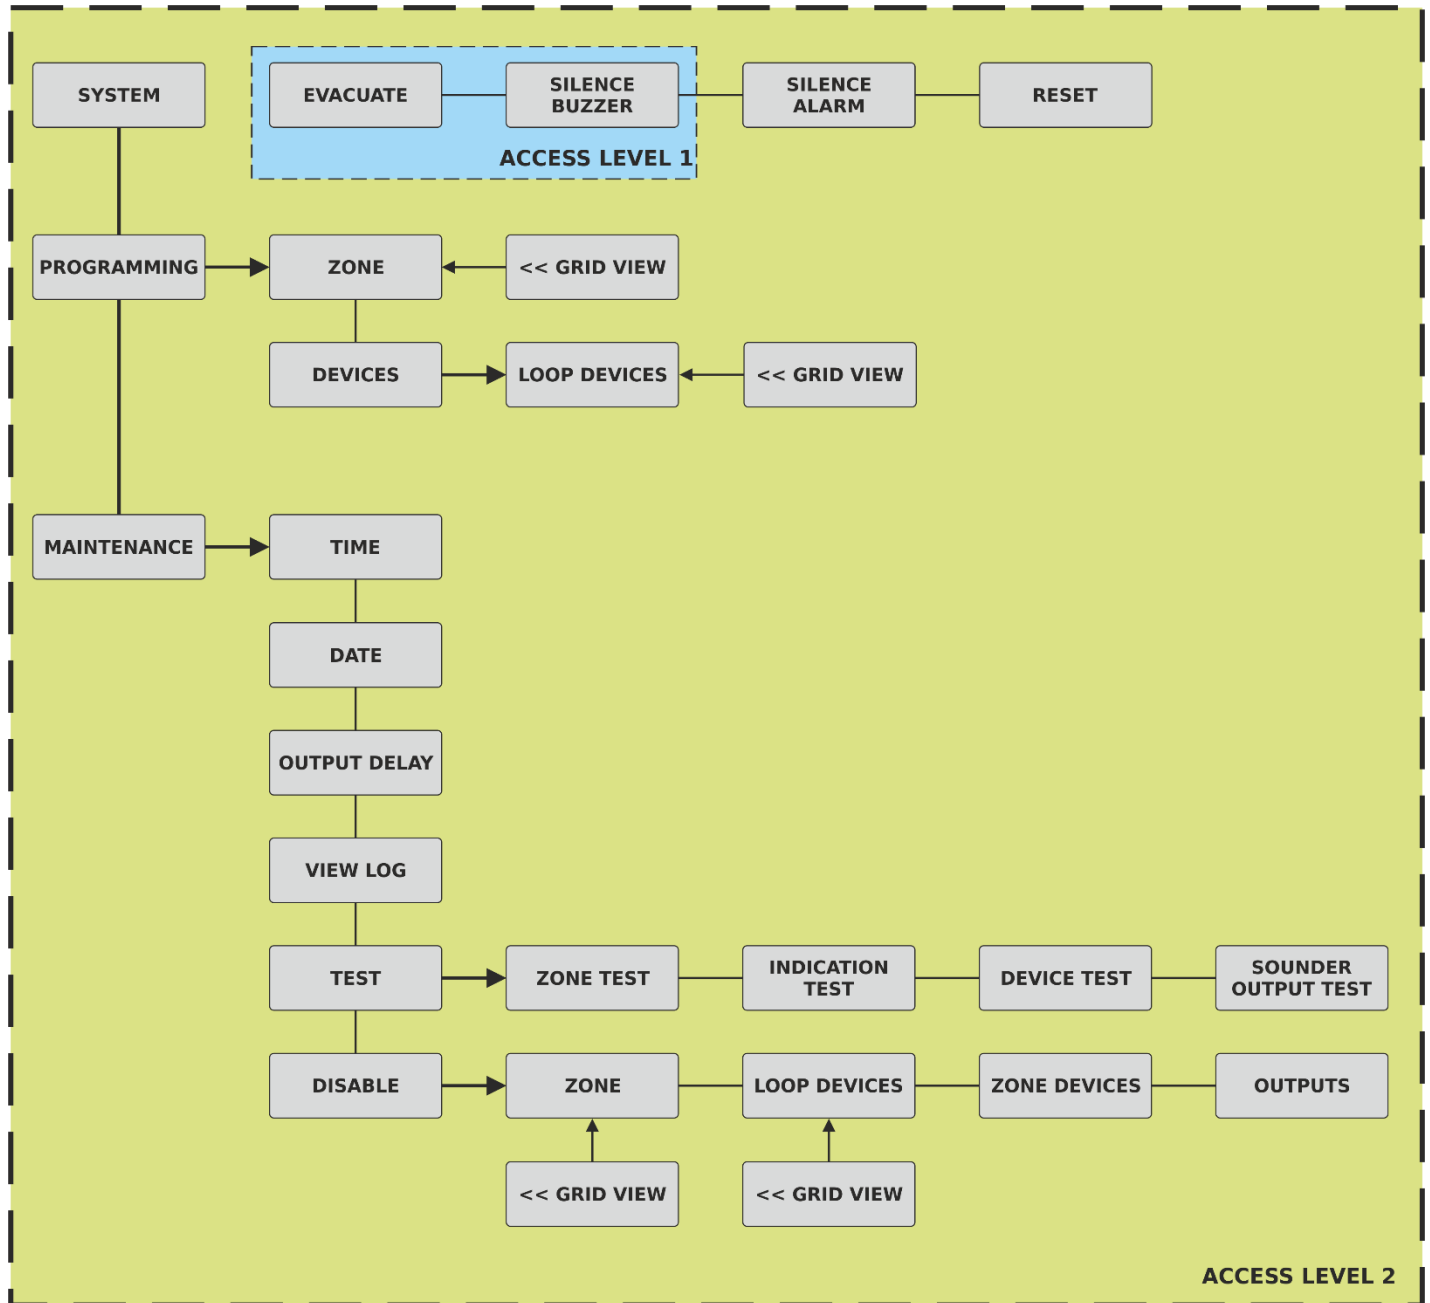 SYSTEM
EVACUATE
SILENCE
BUZZER
SILENCE
ALARM
RESET
ACCESS LEVEL 1
PROGRAMMING
ZONE
<< GRID VIEW
DEVICES
LOOP DEVICES
<< GRID VIEW
MAINTENANCE
TIME
DATE
OUTPUT DELAY
VIEW LOG
TEST
ZONE TEST
INDICATION
TEST
DEVICE TEST
SOUNDER
OUTPUT TEST
DISABLE
ZONE
LOOP DEVICES
ZONE DEVICES
OUTPUTS
<< GRID VIEW
<< GRID VIEW
ACCESS LEVEL 2